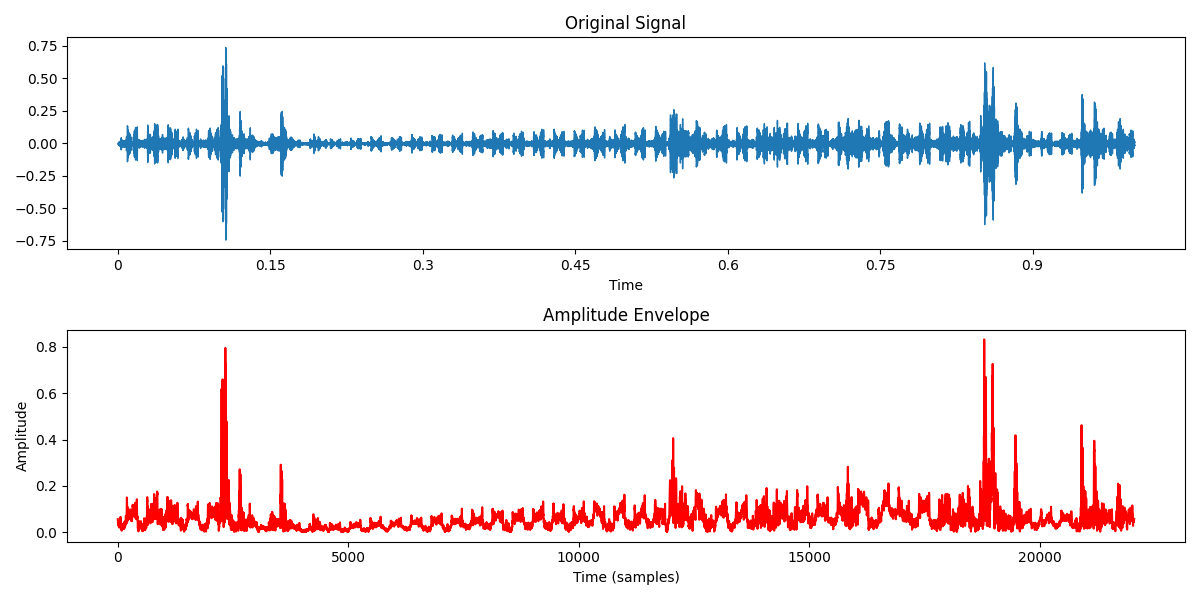 Original Signal
0.75
0.50
0.25
0.00
−0.25
−0.50
−0.75
0 0.15 0.3 0.45 0.6 0.75 0.9
Time
Amplitude Envelope
Amplitude
0.8
0.6
0.4
0.2
0.0
0 5000 10000 15000 20000
Time (samples)